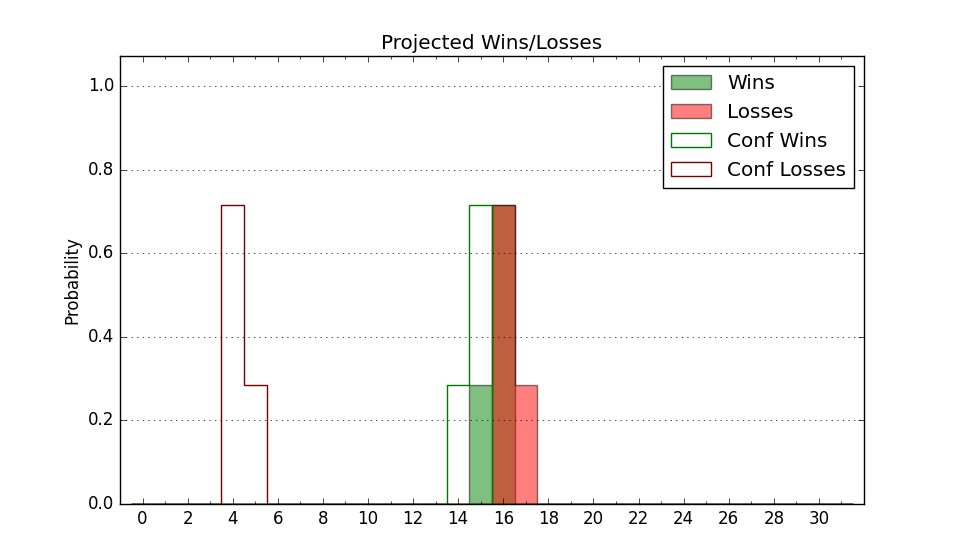 Projected Wins/Losses
Wins
Losses
Conf Wins
Conf Losses
Probability
1.0
0.8
0.6
0.4
0.2
0.0
0 2 4 6 8 10 12 14 16 18 20 22 24 26 28 30